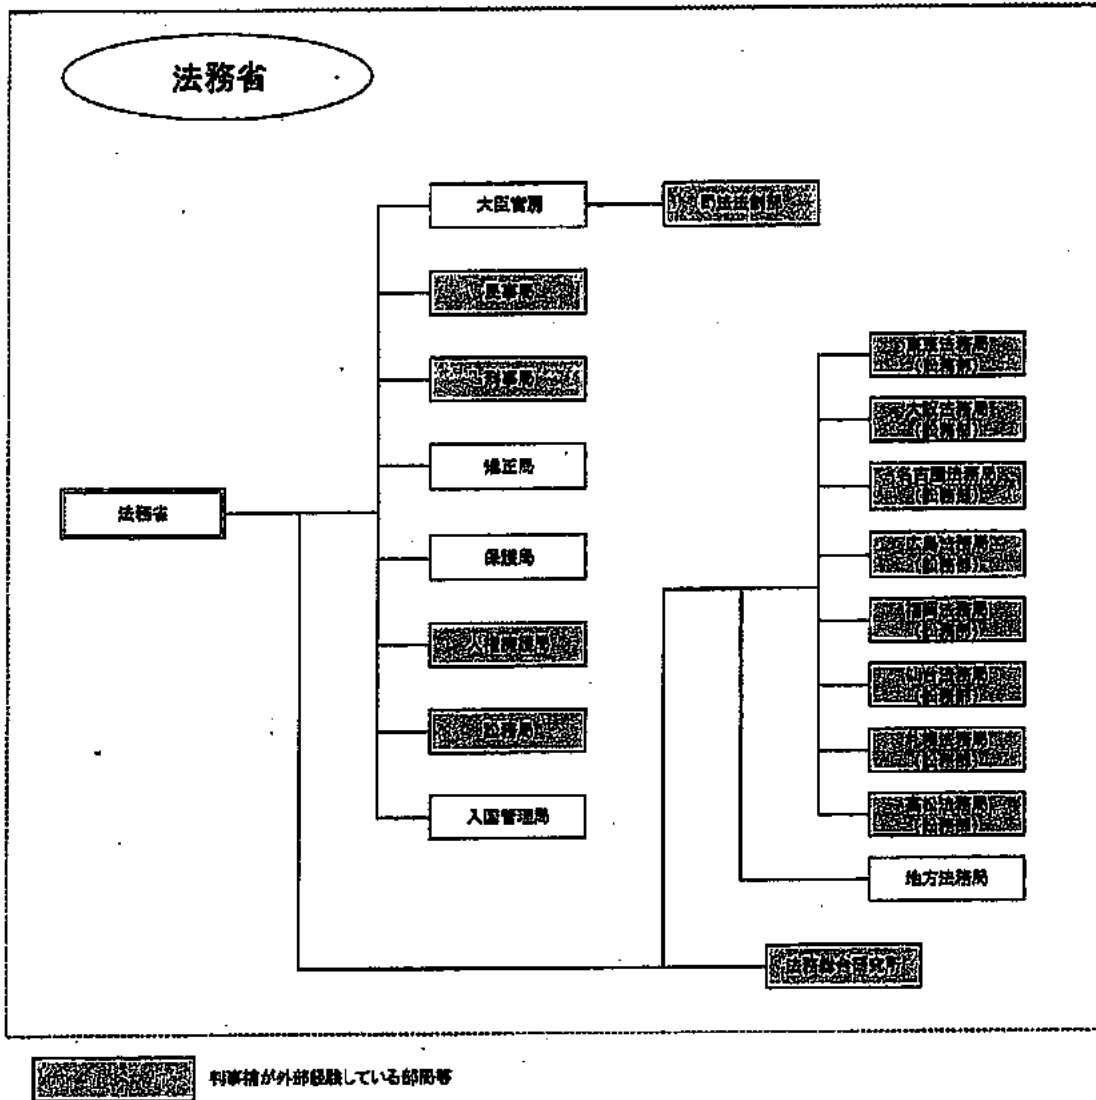 法務省
大臣官房
司法法制部
民事局
刑事局
矯正局
法務省
保護局
人権擁護局
訟務局
入国管理局
東京法務局
(訟務部)
大阪法務局
(訟務部)
名古屋法務局
(訟務部)
広島法務局
(訟務部)
福岡法務局
(訟務部)
仙台法務局
(訟務部)
札幌法務局
(訟務部)
高松法務局
(訟務部)
地方法務局
法務総合研究所
判事補が外部経験している部局等